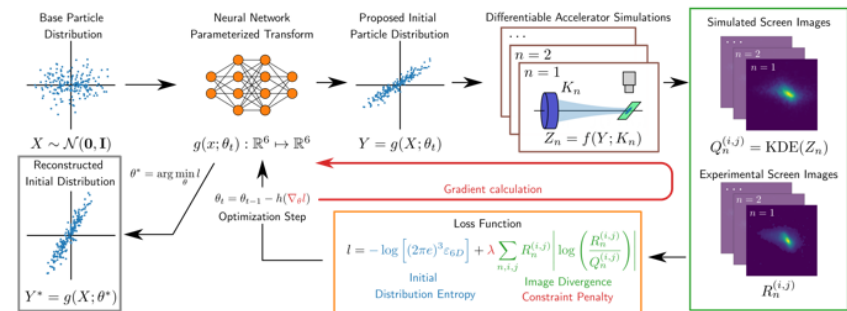 Base Particle
Distribution
X ∼ 𝒩(0, I)
Neural Network
Parameterized Transform
g(x; θ_t) : ℝ^6 ↦ ℝ^6
Proposed Initial
Particle Distribution
Y = g(X; θ_t)
Differentiable Accelerator Simulations
...
n = 2
n = 1
K_n
Z_n = f(Y; K_n)
Simulated Screen Images
...
n = 2
n = 1
Q_n^{(i,j)} = KDE(Z_n)
Experimental Screen Images
...
n = 2
n = 1
R_n^{(i,j)}
Reconstructed
Initial Distribution
Y* = g(X; θ*)
θ* = arg min_θ l
θ_t = θ_{t−1} − h(∇_θ l)
Optimization Step
Gradient calculation
Loss Function
l = − log [(2πe)^3 ε_{6D}] + λ ∑_{n,i,j} R_n^{(i,j)} | log ( R_n^{(i,j)} / Q_n^{(i,j)} ) |
Initial
Distribution Entropy
Image Divergence
Constraint Penalty